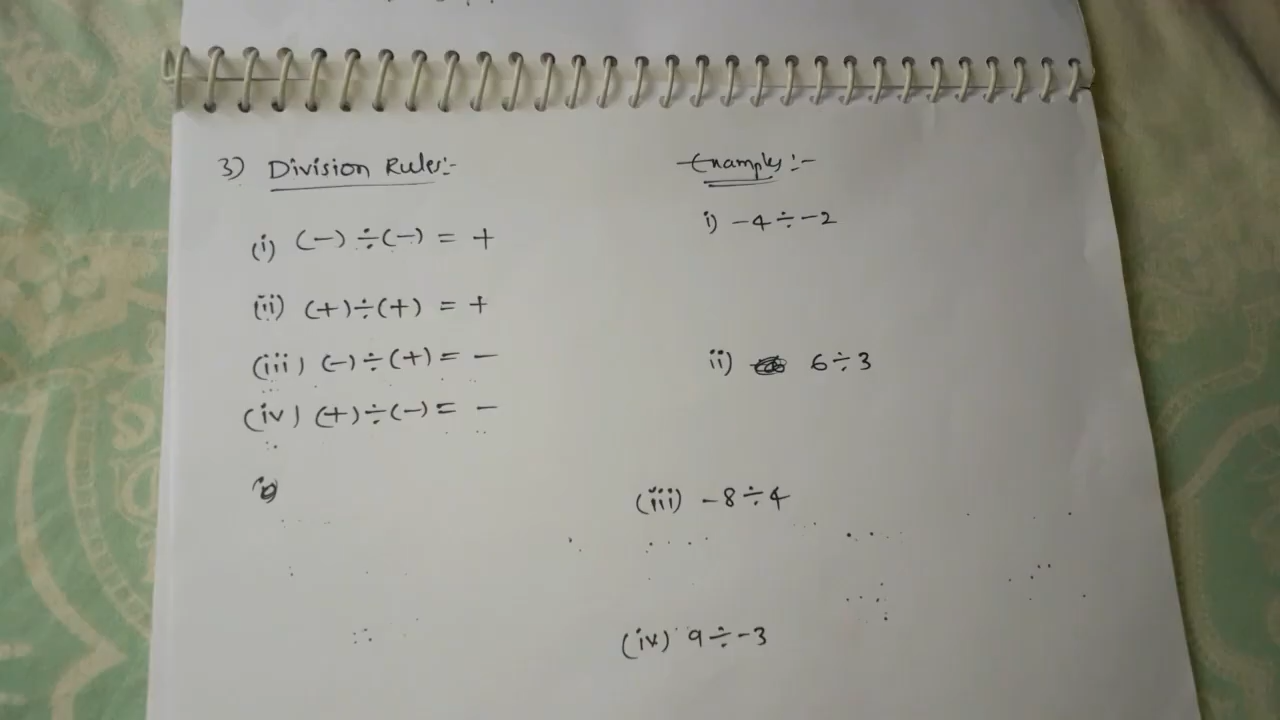 3) Division Rules:-
(i) (-) ÷ (-) = +
(ii) (+) ÷ (+) = +
(iii) (-) ÷ (+) = -
(iv) (+) ÷ (-) = -
Examples:-
i) -4 ÷ -2
ii) 6 ÷ 3
(iii) -8 ÷ 4
(iv) 9 ÷ -3